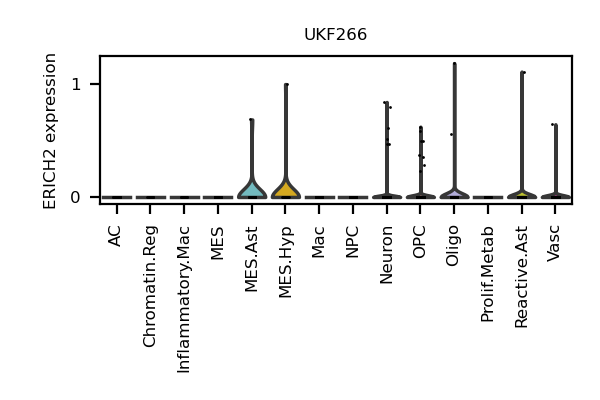 UKF266
ERICH2 expression
1
0
AC
Chromatin.Reg
Inflammatory.Mac
MES
MES.Ast
MES.Hyp
Mac
NPC
Neuron
OPC
Oligo
Prolif.Metab
Reactive.Ast
Vasc